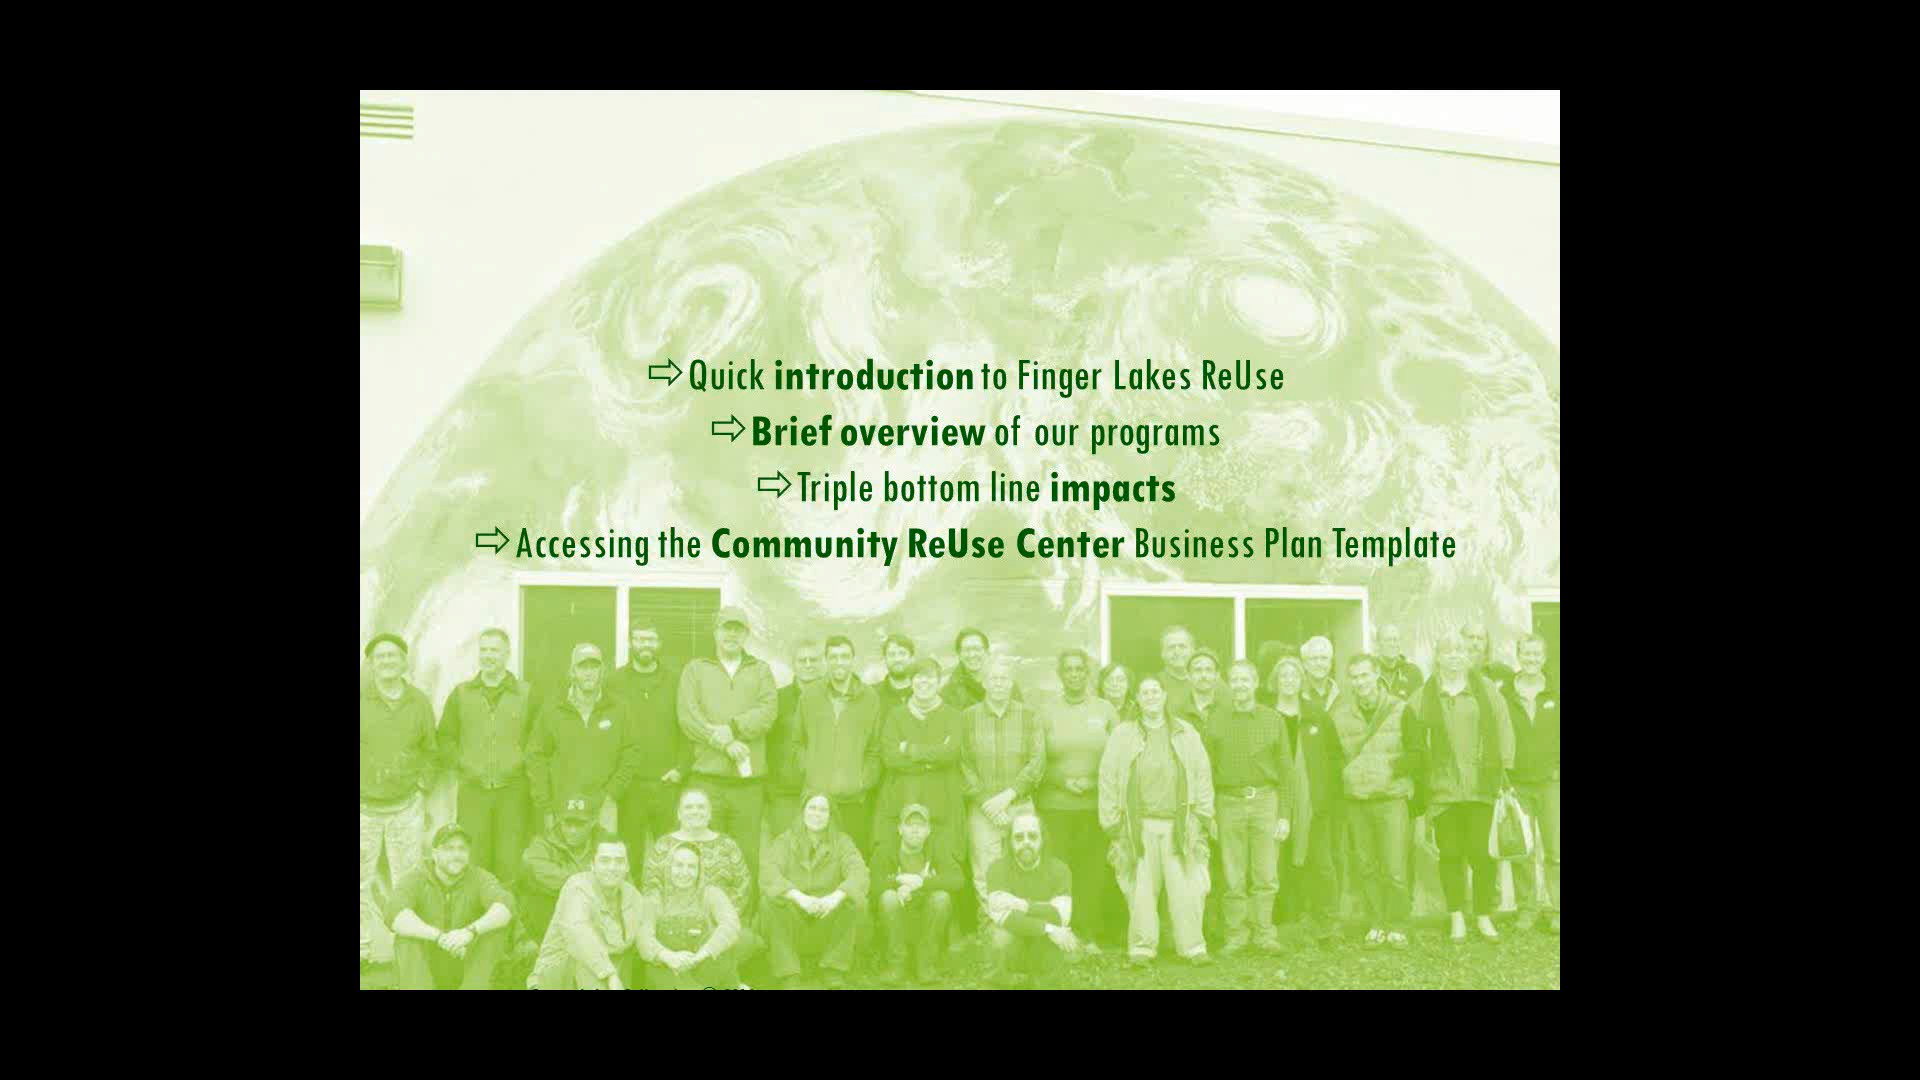 ⇨Quick introduction to Finger Lakes ReUse
⇨Brief overview of our programs
⇨Triple bottom line impacts
⇨Accessing the Community ReUse Center Business Plan Template